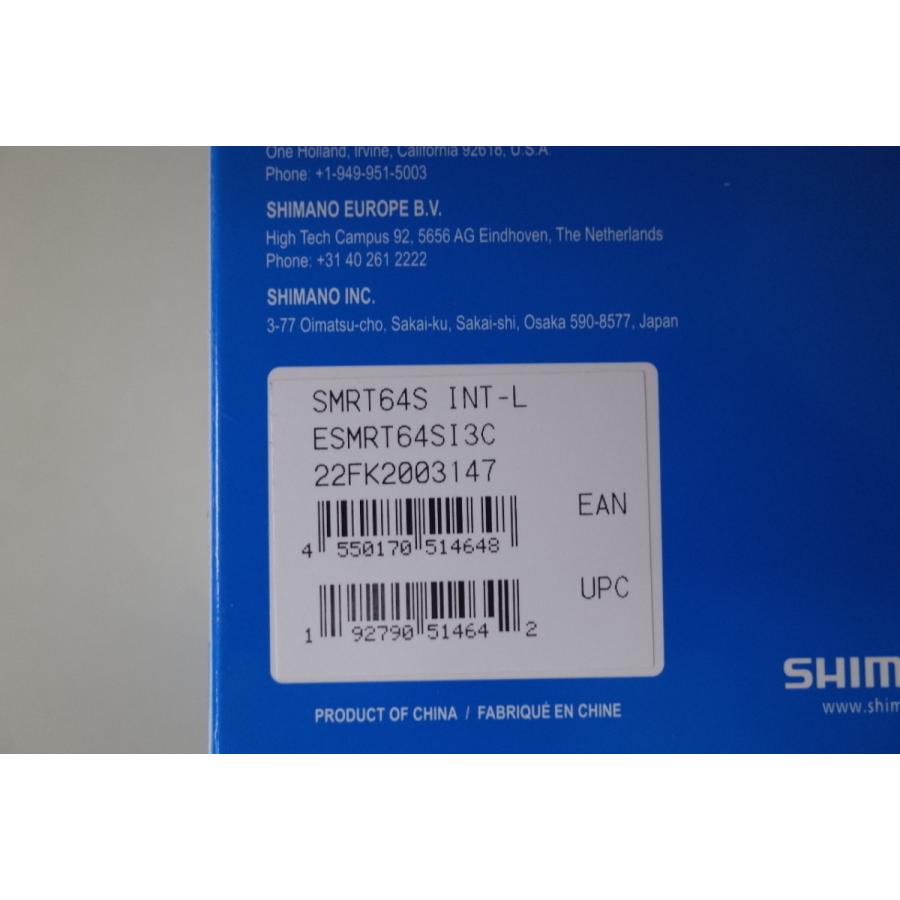 One Holland, Irvine, California 92618, U.S.A.
Phone: +1-949-951-5003
SHIMANO EUROPE B.V.
High Tech Campus 92, 5656 AG Eindhoven, The Netherlands
Phone: +31 40 261 2222
SHIMANO INC.
3-77 Oimatsu-cho, Sakai-ku, Sakai-shi, Osaka 590-8577, Japan
SMRT64S INT-L
ESMRT64SI3C
22FK2003147
EAN
4 550170 514648
UPC
1 92790 51464 2
SHIM
www.shim
PRODUCT OF CHINA / FABRIQUÉ EN CHINE